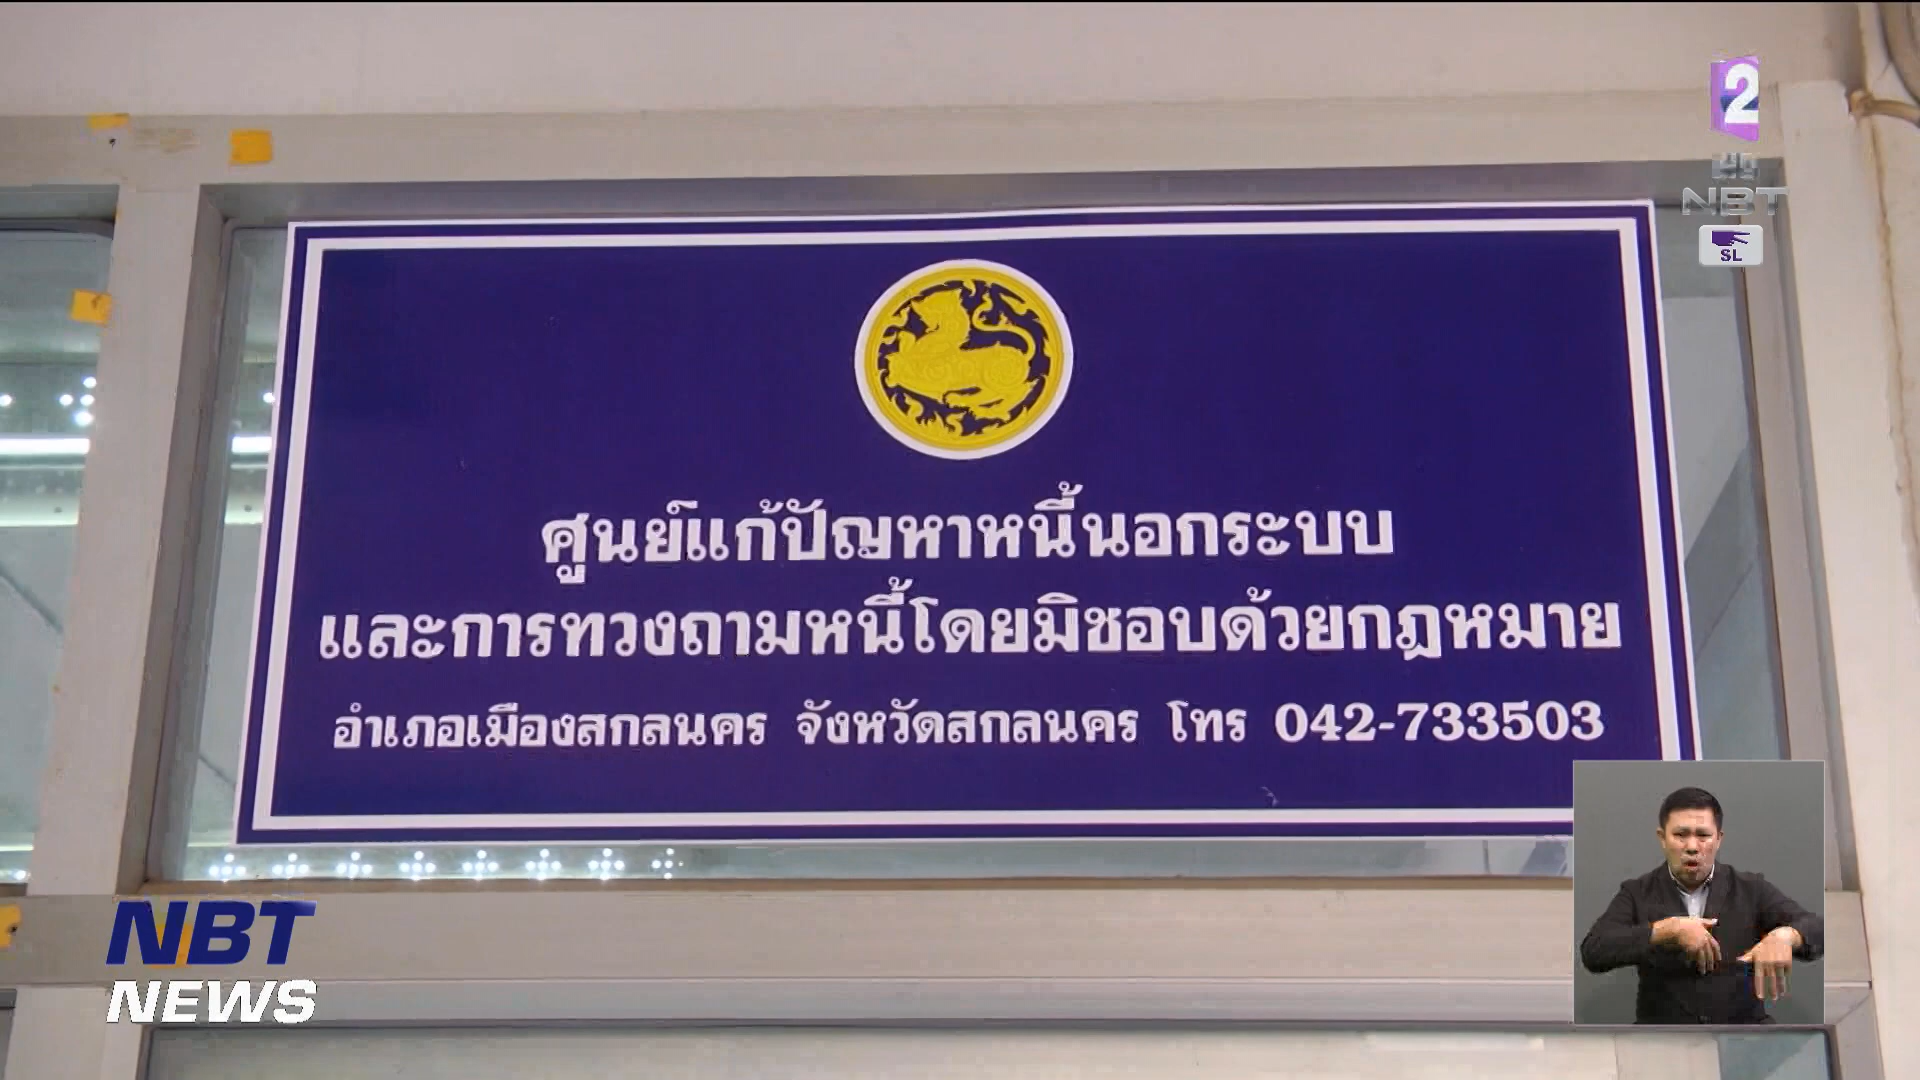 2
NBT
SL
ศูนย์แก้ปัญหาหนี้นอกระบบ
และการทวงถามหนี้โดยมิชอบด้วยกฎหมาย
อำเภอเมืองสกลนคร จังหวัดสกลนคร โทร 042-733503
NBT
NEWS